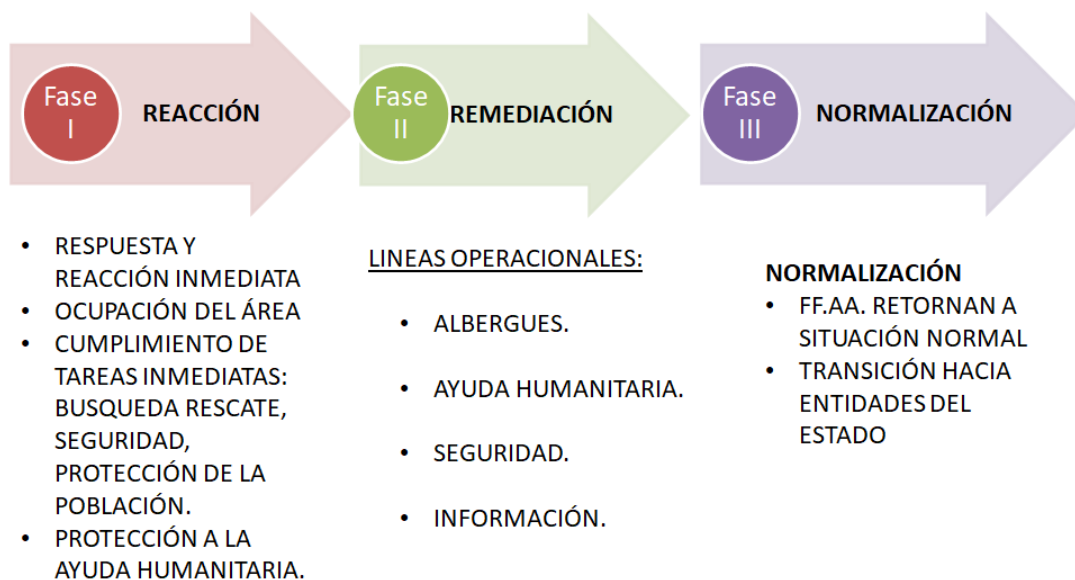 Fase
I
REACCIÓN
Fase
II
REMEDIACIÓN
Fase
III
NORMALIZACIÓN
• RESPUESTA Y
REACCIÓN INMEDIATA
• OCUPACIÓN DEL ÁREA
• CUMPLIMIENTO DE
TAREAS INMEDIATAS:
BUSQUEDA RESCATE,
SEGURIDAD,
PROTECCIÓN DE LA
POBLACIÓN.
• PROTECCIÓN A LA
AYUDA HUMANITARIA.
LINEAS OPERACIONALES:
• ALBERGUES.
• AYUDA HUMANITARIA.
• SEGURIDAD.
• INFORMACIÓN.
NORMALIZACIÓN
• FF.AA. RETORNAN A
SITUACIÓN NORMAL
• TRANSICIÓN HACIA
ENTIDADES DEL
ESTADO